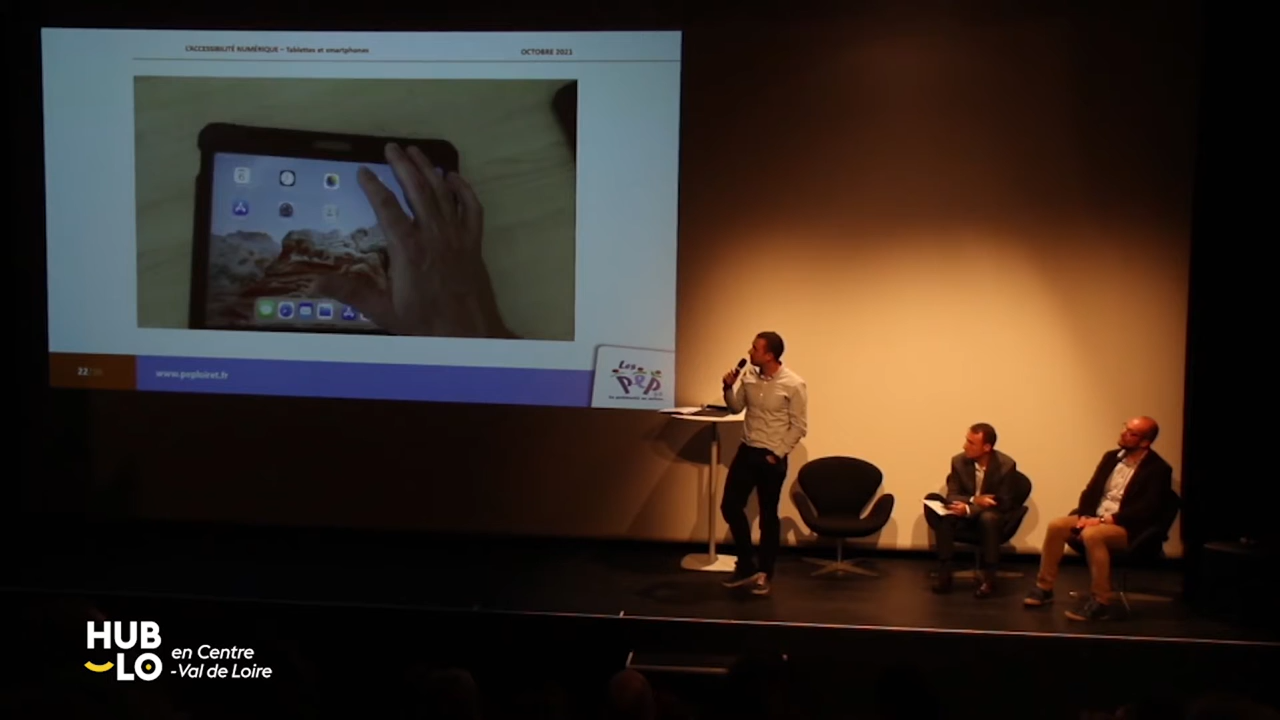 L'ACCESSIBILITÉ NUMÉRIQUE – Tablettes et smartphones
OCTOBRE 2021
6
22
www.peploiret.fr
Les
PeP
HUB
LO
en Centre
-Val de Loire